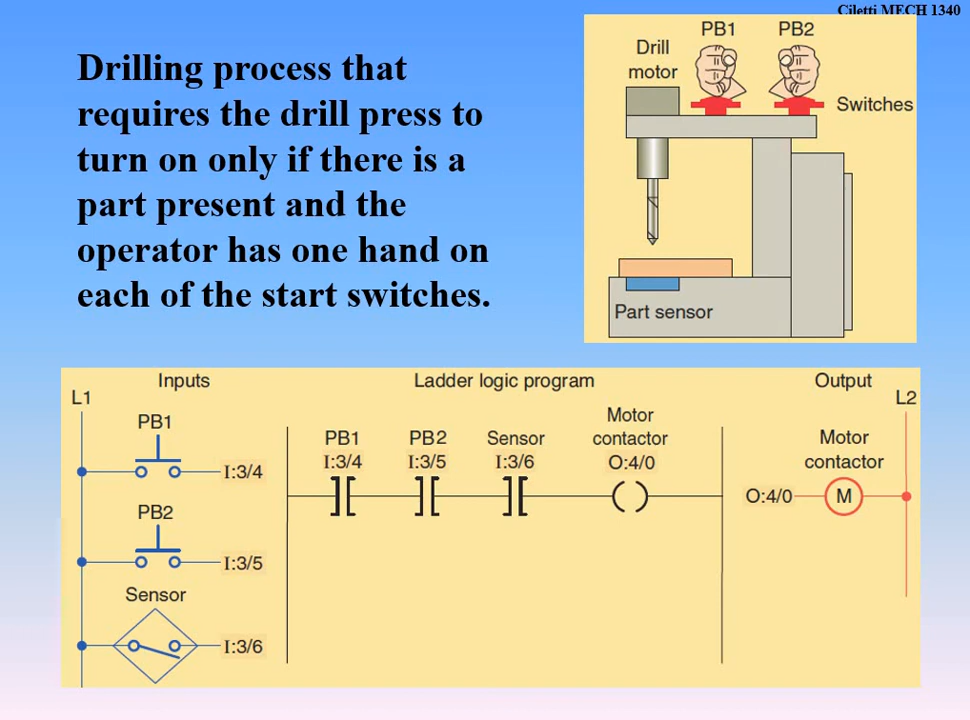 Ciletti MECH 1340
Drilling process that
requires the drill press to
turn on only if there is a
part present and the
operator has one hand on
each of the start switches.
PB1 PB2
Drill
motor
Switches
Part sensor
Inputs Ladder logic program Output
L1 L2
PB1
I:3/4
PB2
I:3/5
Sensor
I:3/6
PB1 PB2 Sensor Motor
contactor
I:3/4 I:3/5 I:3/6 O:4/0
Motor
contactor
O:4/0 M